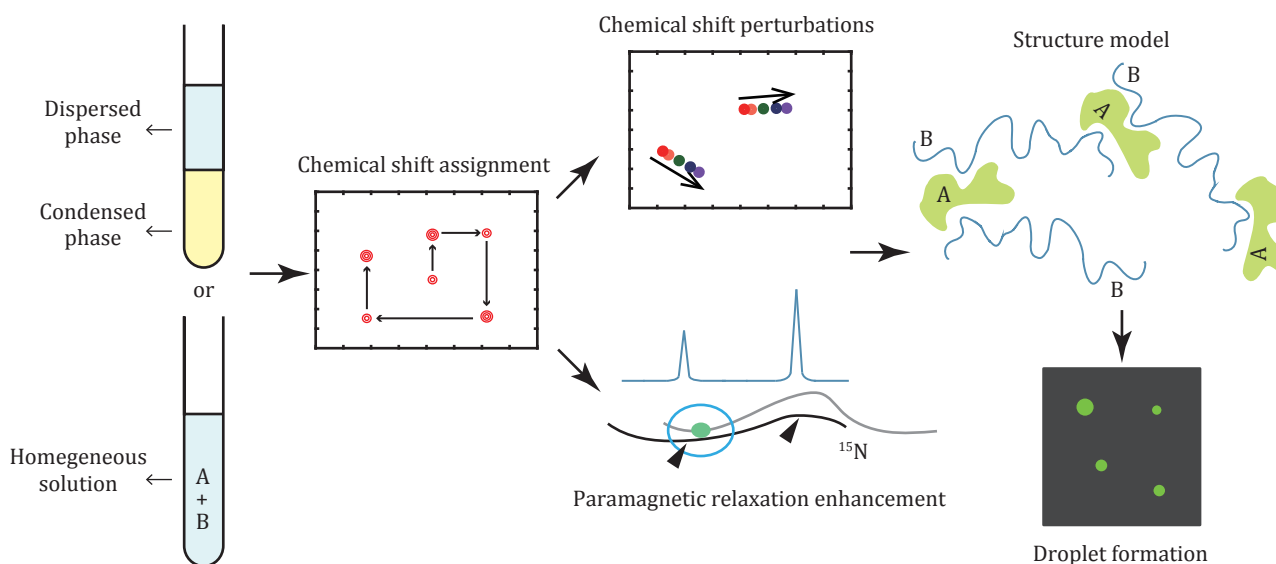 Dispersed
phase
Condensed
phase
or
Homegeneous
solution
A
+
B
Chemical shift assignment
Chemical shift perturbations
15N
Paramagnetic relaxation enhancement
Structure model
B
A
B
A
A
B
Droplet formation